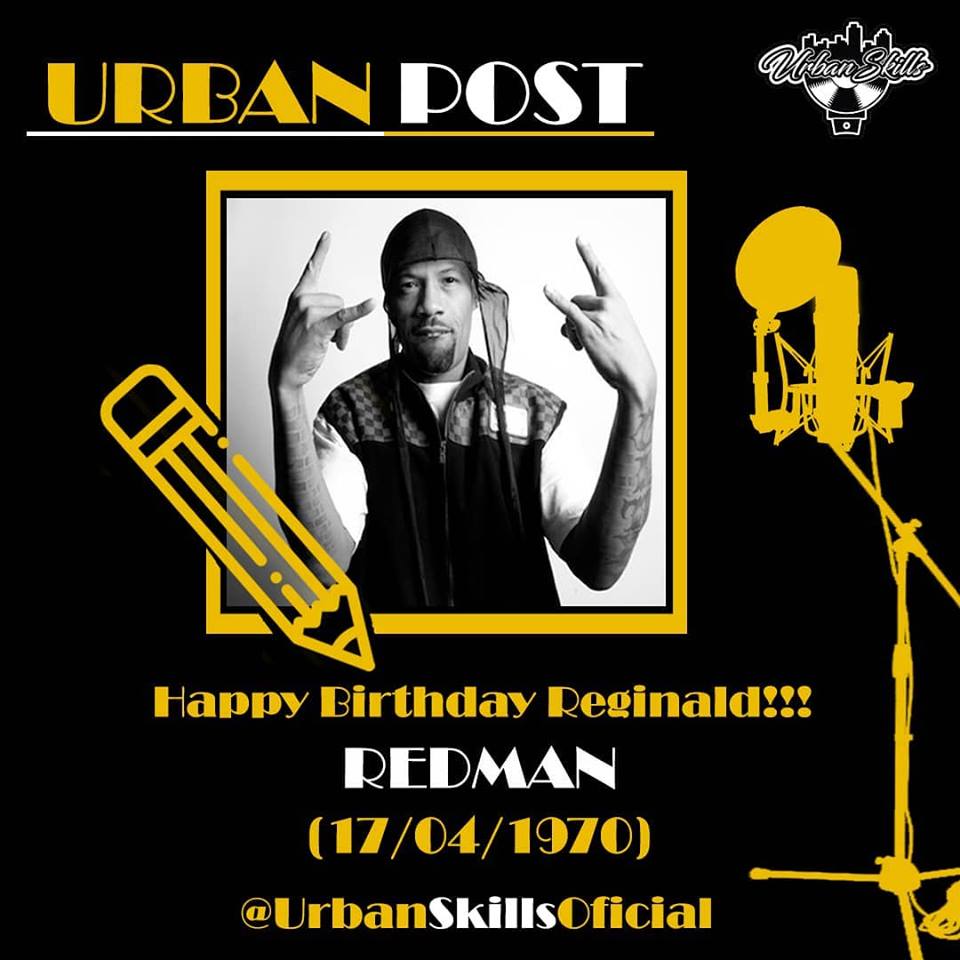 URBAN POST
Urban Skills
Happy Birthday Reginald!!!
REDMAN
(17/04/1970)
@UrbanSkillsOficial